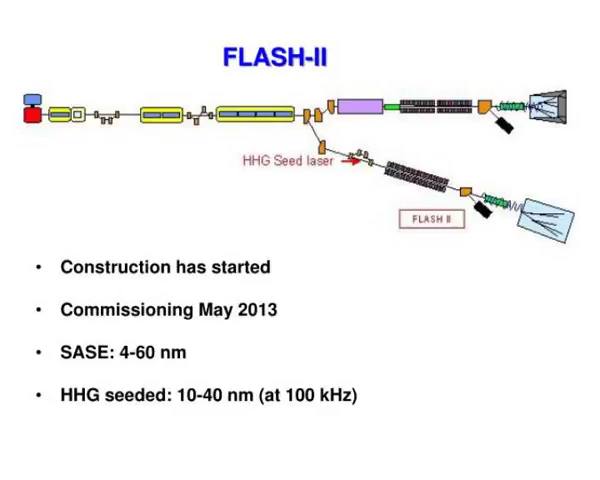 FLASH-II
HHG Seed laser
FLASH II
• Construction has started
• Commissioning May 2013
• SASE: 4-60 nm
• HHG seeded: 10-40 nm (at 100 kHz)